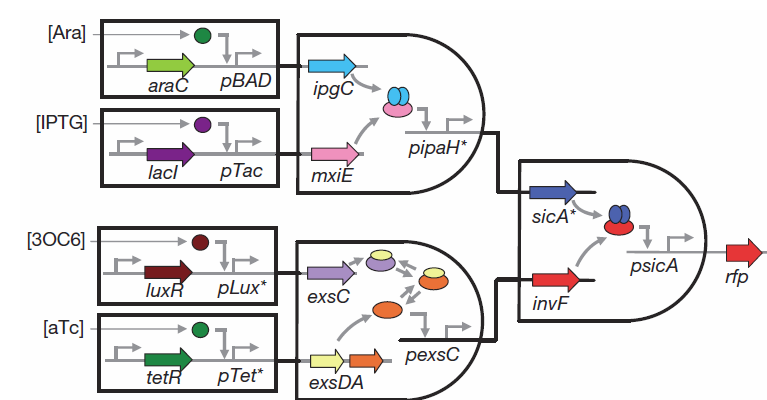 [Ara]
araC
pBAD
ipgC
[IPTG]
lacI
pTac
mxiE
pipaH*
[3OC6]
luxR
pLux*
exsC
[aTc]
tetR
pTet*
exsDA
pexsC
sicA*
invF
psicA
rfp